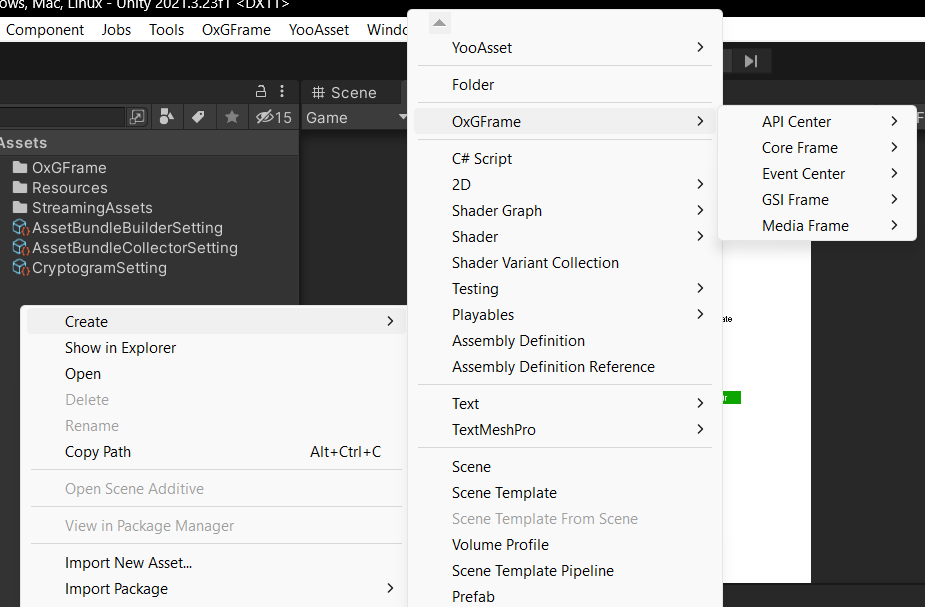 ows, Mac, Linux - Unity 2021.3.23f1 <DX11>
Component Jobs Tools OxGFrame YooAsset Windo
Scene
15
Game
Assets
OxGFrame
Resources
StreamingAssets
AssetBundleBuilderSetting
AssetBundleCollectorSetting
CryptogramSetting
Create
Show in Explorer
Open
Delete
Rename
Copy Path Alt+Ctrl+C
Open Scene Additive
View in Package Manager
Import New Asset...
Import Package
YooAsset
Folder
OxGFrame
C# Script
2D
Shader Graph
Shader
Shader Variant Collection
Testing
Playables
Assembly Definition
Assembly Definition Reference
Text
TextMeshPro
Scene
Scene Template
Scene Template From Scene
Volume Profile
Scene Template Pipeline
Prefab
API Center
Core Frame
Event Center
GSI Frame
Media Frame
F
ate